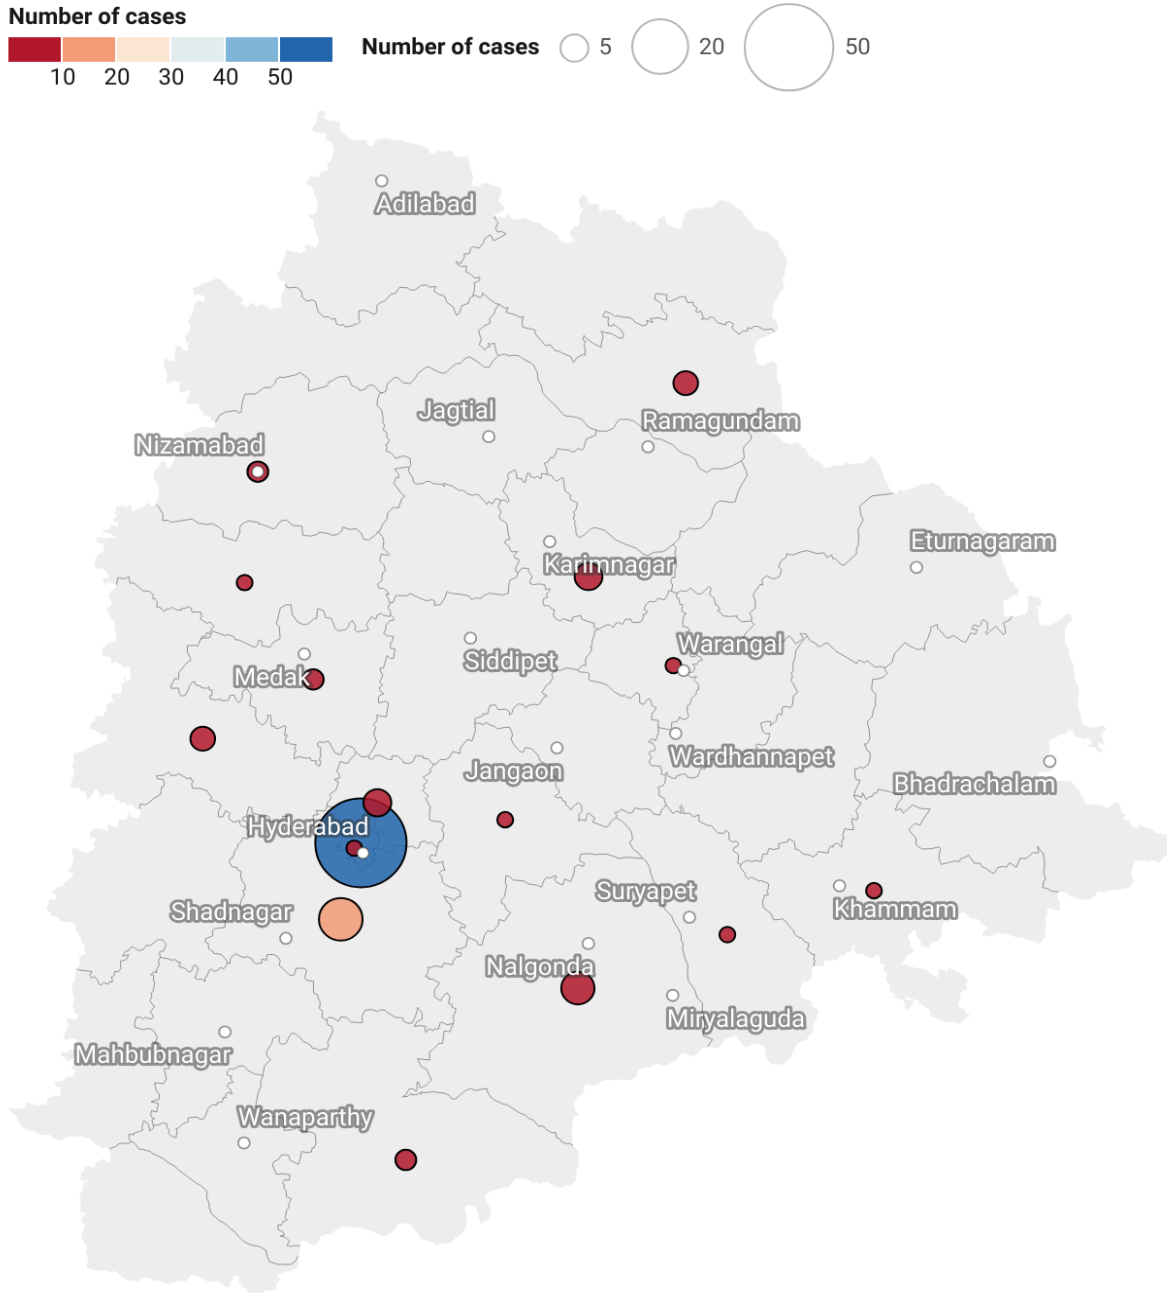 Number of cases
10 20 30 40 50
Number of cases 5 20 50
Adilabad
Jagtial
Ramagundam
Nizamabad
Eturnagaram
Karimnagar
Warangal
Siddipet
Medak
Wardhannapet
Jangaon
Bhadrachalam
Hyderabad
Suryapet
Shadnagar
Khammam
Nalgonda
Miryalaguda
Mahbubnagar
Wanaparthy